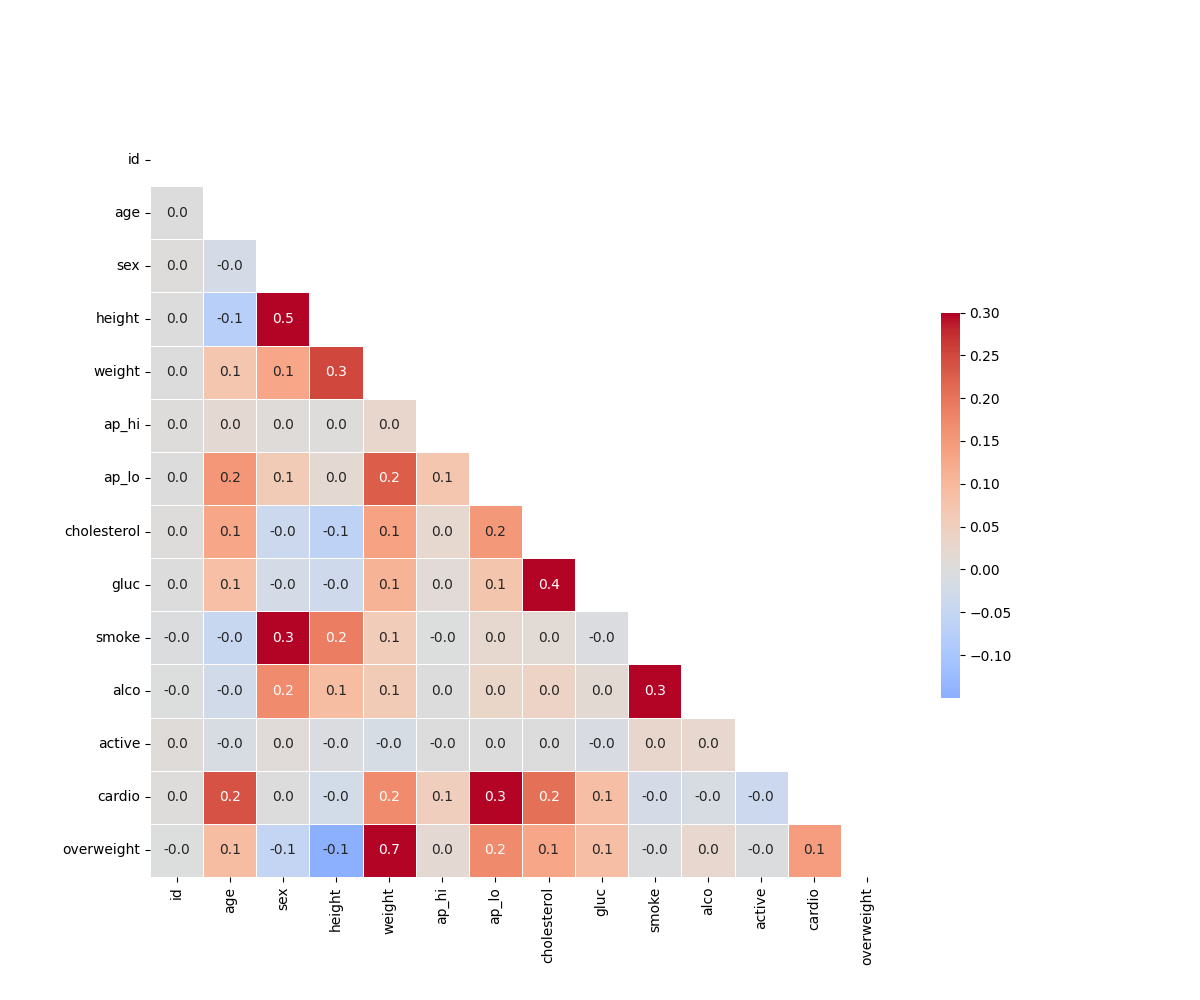 id
age 0.0
sex 0.0 -0.0
height 0.0 -0.1 0.5
weight 0.0 0.1 0.1 0.3
ap_hi 0.0 0.0 0.0 0.0 0.0
ap_lo 0.0 0.2 0.1 0.0 0.2 0.1
cholesterol 0.0 0.1 -0.0 -0.1 0.1 0.0 0.2
gluc 0.0 0.1 -0.0 -0.0 0.1 0.0 0.1 0.4
smoke -0.0 -0.0 0.3 0.2 0.1 -0.0 0.0 0.0 -0.0
alco -0.0 -0.0 0.2 0.1 0.1 0.0 0.0 0.0 0.0 0.3
active 0.0 -0.0 0.0 -0.0 -0.0 -0.0 0.0 0.0 -0.0 0.0 0.0
cardio 0.0 0.2 0.0 -0.0 0.2 0.1 0.3 0.2 0.1 -0.0 -0.0 -0.0
overweight -0.0 0.1 -0.1 -0.1 0.7 0.0 0.2 0.1 0.1 -0.0 0.0 -0.0 0.1
id age sex height weight ap_hi ap_lo cholesterol gluc smoke alco active cardio overweight
0.30
0.25
0.20
0.15
0.10
0.05
0.00
−0.05
−0.10